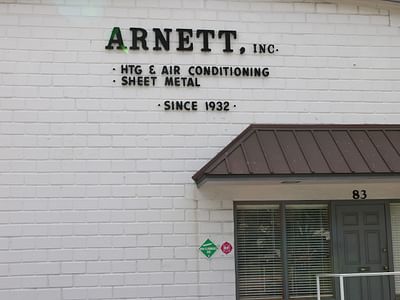 ARNETT, INC.
· HTG & AIR CONDITIONING
· SHEET METAL
· SINCE 1932 ·
83